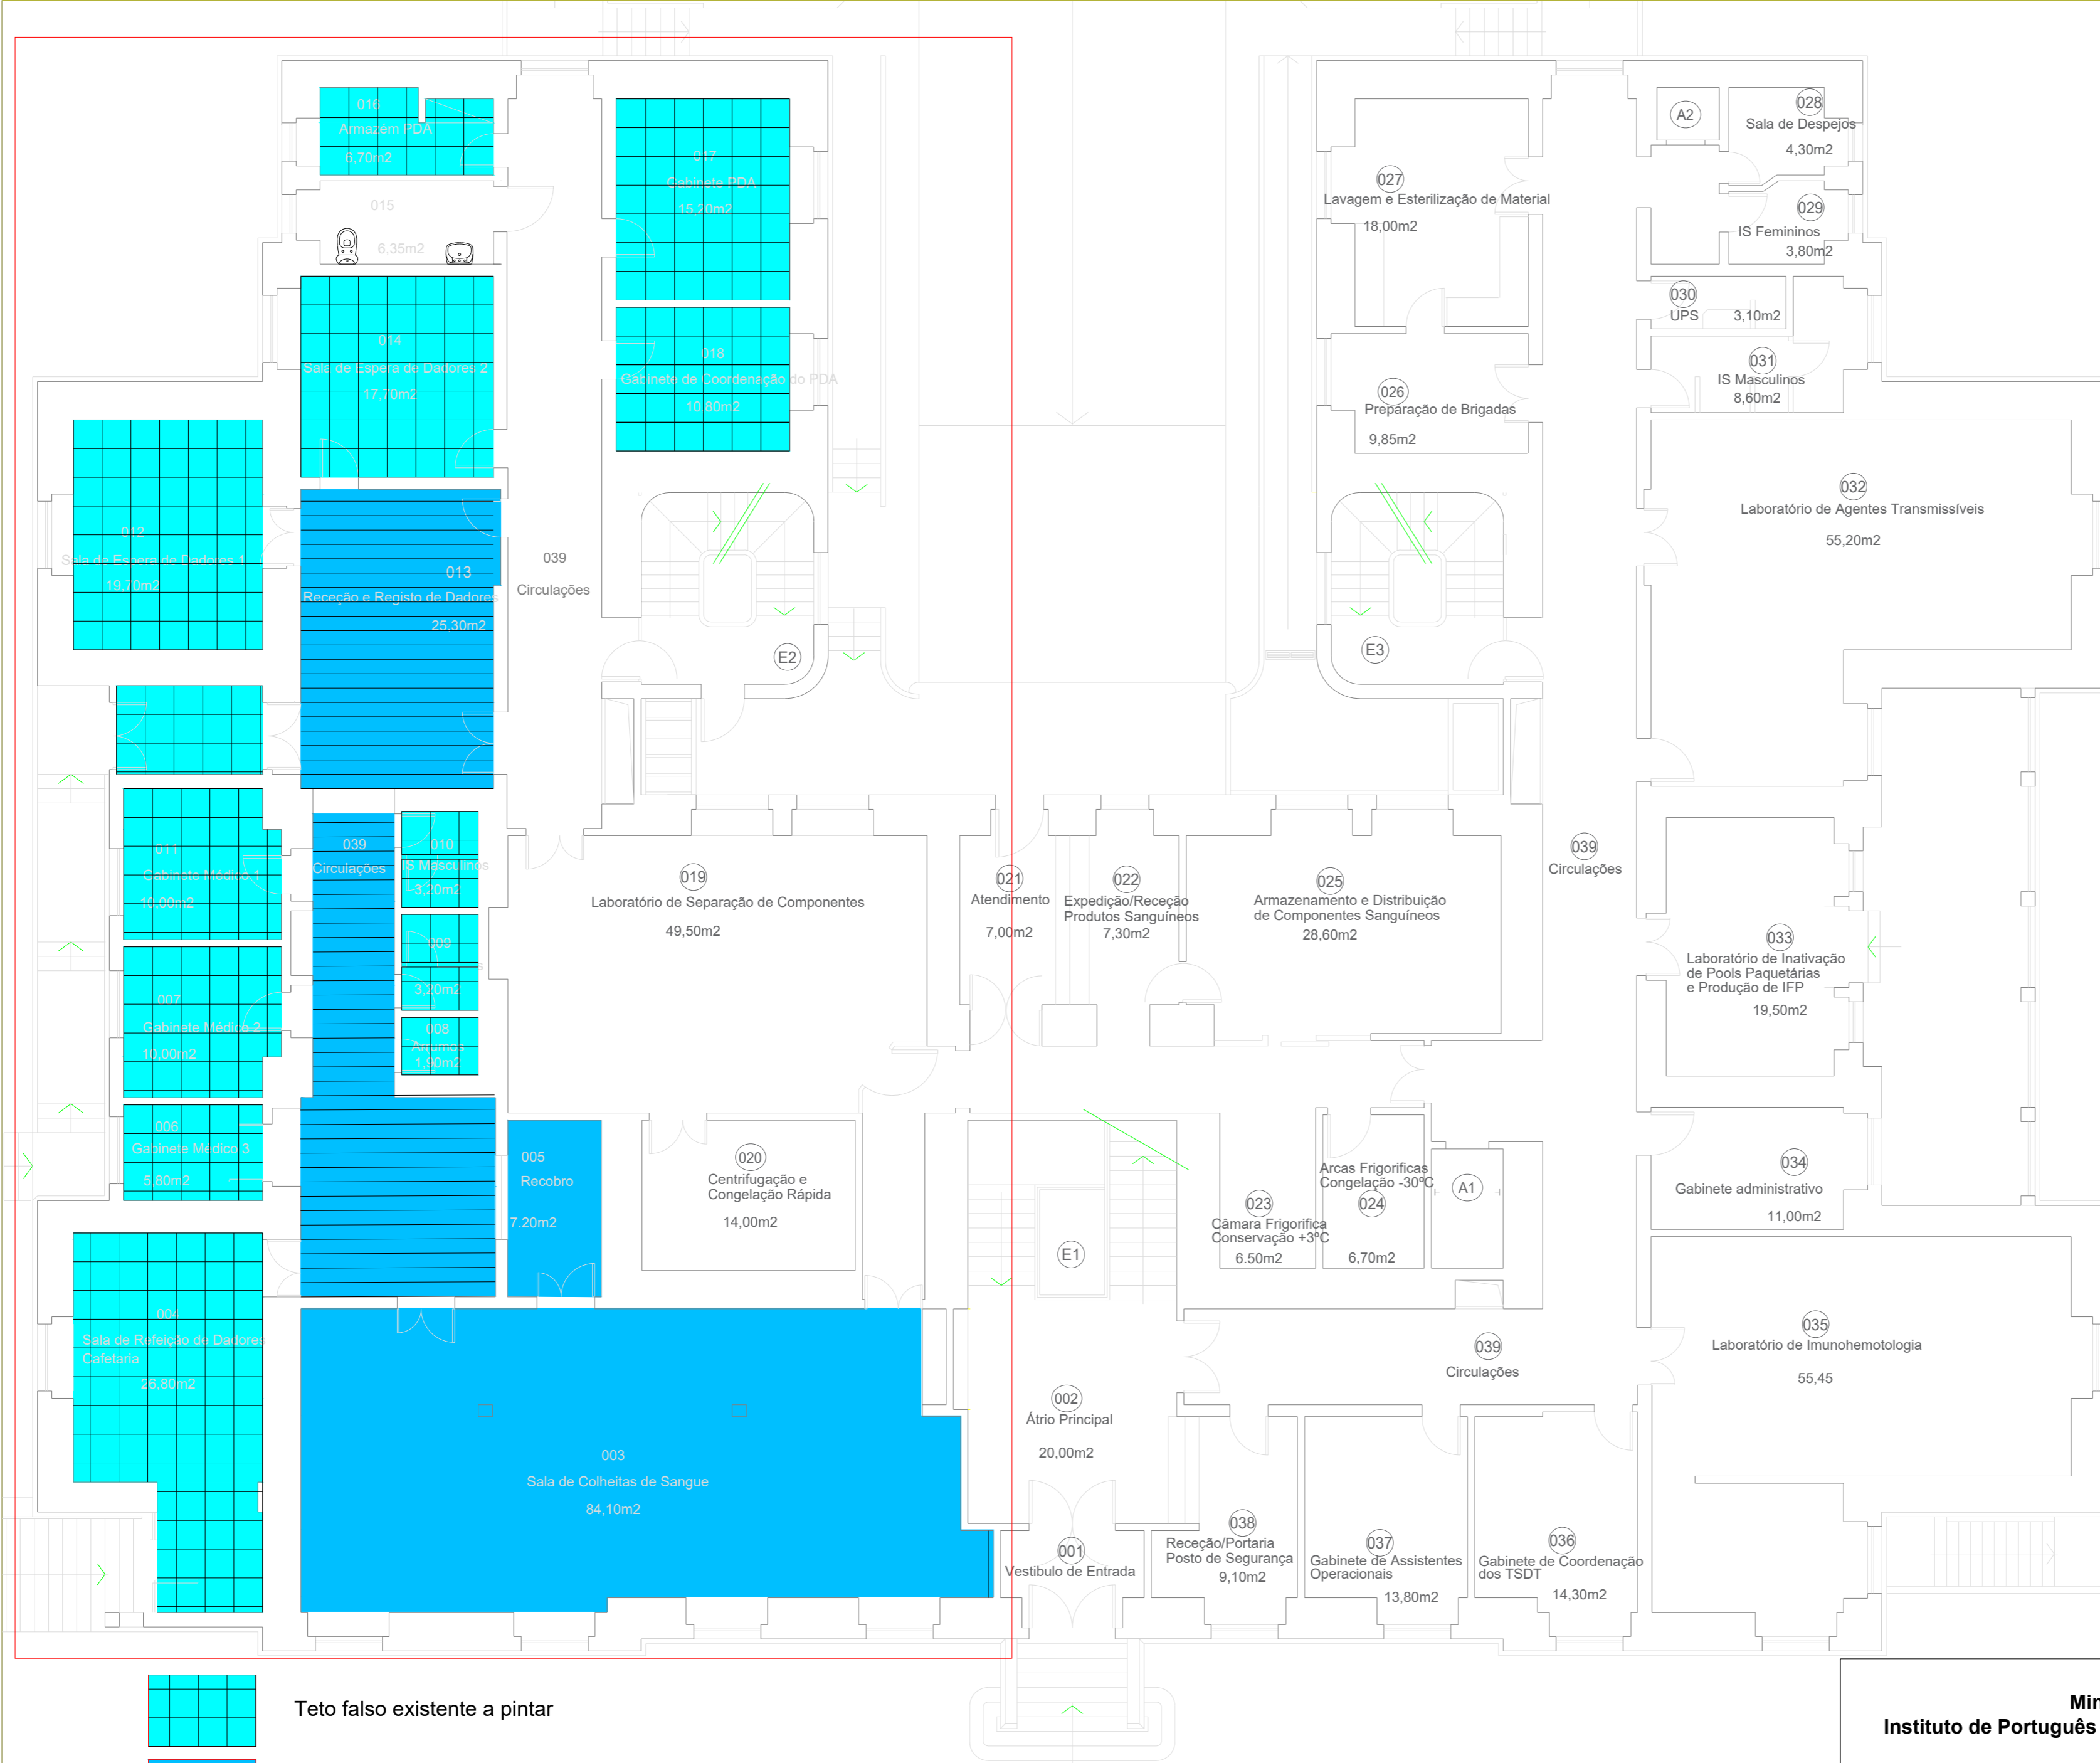 016
Armazém PDA
6,70m2
015
6,35m2
017
Gabinete PDA
15,20m2
014
Sala de Espera de Dadores 2
17,70m2
018
Gabinete de Coordenação do PDA
10,80m2
012
Sala de Espera de Dadores 1
19,70m2
013
Receção e Registo de Dadores
25,30m2
039
Circulações
E2
011
Gabinete Médico 1
10,00m2
039
Circulações
010
IS Masculinos
3,20m2
009
3,20m2
007
Gabinete Médico 2
10,00m2
008
Arrumos
1,90m2
006
Gabinete Médico 3
5,80m2
005
Recobro
7.20m2
004
Sala de Refeição de Dadores
Cafetaria
26,80m2
003
Sala de Colheitas de Sangue
84,10m2
019
Laboratório de Separação de Componentes
49,50m2
020
Centrifugação e
Congelação Rápida
14,00m2
021
Atendimento
7,00m2
022
Expedição/Receção
Produtos Sanguíneos
7,30m2
025
Armazenamento e Distribuição
de Componentes Sanguíneos
28,60m2
E1
023
Câmara Frigorifica
Conservação +3ºC
6.50m2
Arcas Frigorificas
Congelação -30ºC
024
6,70m2
A1
002
Átrio Principal
20,00m2
001
Vestibulo de Entrada
038
Receção/Portaria
Posto de Segurança
9,10m2
037
Gabinete de Assistentes
Operacionais
13,80m2
036
Gabinete de Coordenação
dos TSDT
14,30m2
039
Circulações
A2
028
Sala de Despejos
4,30m2
027
Lavagem e Esterilização de Material
18,00m2
029
IS Femininos
3,80m2
030
UPS
3,10m2
031
IS Masculinos
8,60m2
026
Preparação de Brigadas
9,85m2
E3
032
Laboratório de Agentes Transmissíveis
55,20m2
039
Circulações
033
Laboratório de Inativação
de Pools Paquetárias
e Produção de IFP
19,50m2
034
Gabinete administrativo
11,00m2
035
Laboratório de Imunohemotologia
55,45
Teto falso existente a pintar
Min
Instituto de Português